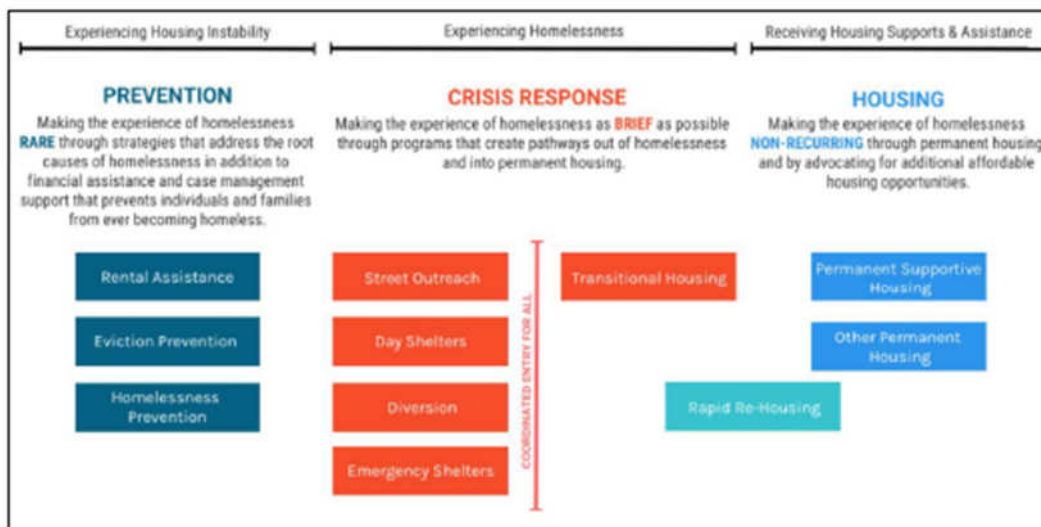 Experiencing Housing Instability
Experiencing Homelessness
Receiving Housing Supports & Assistance
PREVENTION
Making the experience of homelessness
RARE through strategies that address the root
causes of homelessness in addition to
financial assistance and case management
support that prevents individuals and families
from ever becoming homeless.
CRISIS RESPONSE
Making the experience of homelessness as BRIEF as possible
through programs that create pathways out of homelessness
and into permanent housing.
HOUSING
Making the experience of homelessness
NON-RECURRING through permanent housing
and by advocating for additional affordable
housing opportunities.
Rental Assistance
Eviction Prevention
Homelessness
Prevention
Street Outreach
Day Shelters
Diversion
Emergency Shelters
COORDINATED ENTRY FOR ALL
Transitional Housing
Rapid Re-Housing
Permanent Supportive
Housing
Other Permanent
Housing